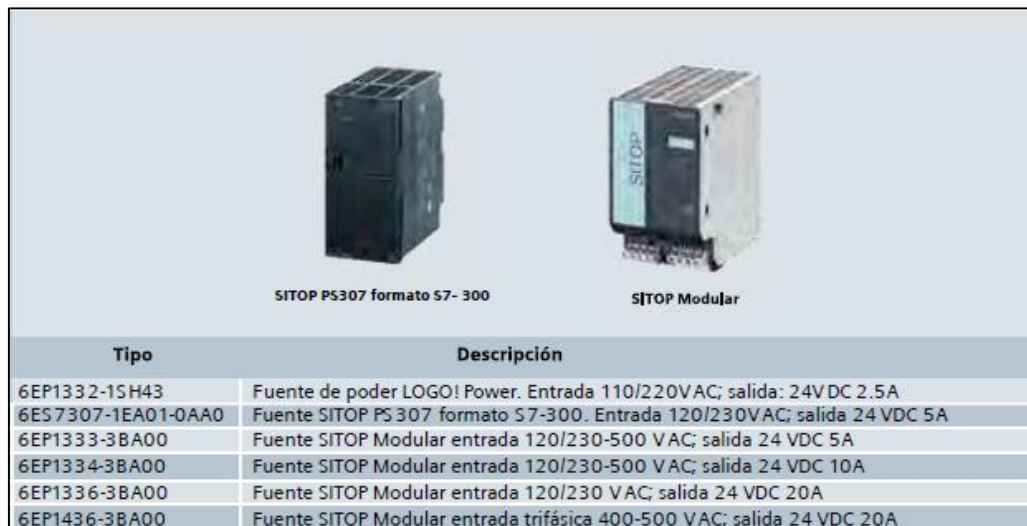 SITOP
SITOP PS307 formato S7- 300
SITOP Modular
Tipo Descripción
6EP1332-1SH43 Fuente de poder LOGO! Power. Entrada 110/220VAC; salida: 24VDC 2.5A
6ES7307-1EA01-0AA0 Fuente SITOP PS307 formato S7-300. Entrada 120/230VAC; salida 24 VDC 5A
6EP1333-3BA00 Fuente SITOP Modular entrada 120/230-500 VAC; salida 24 VDC 5A
6EP1334-3BA00 Fuente SITOP Modular entrada 120/230-500 VAC; salida 24 VDC 10A
6EP1336-3BA00 Fuente SITOP Modular entrada 120/230 VAC; salida 24 VDC 20A
6EP1436-3BA00 Fuente SITOP Modular entrada trifásica 400-500 VAC; salida 24 VDC 20A